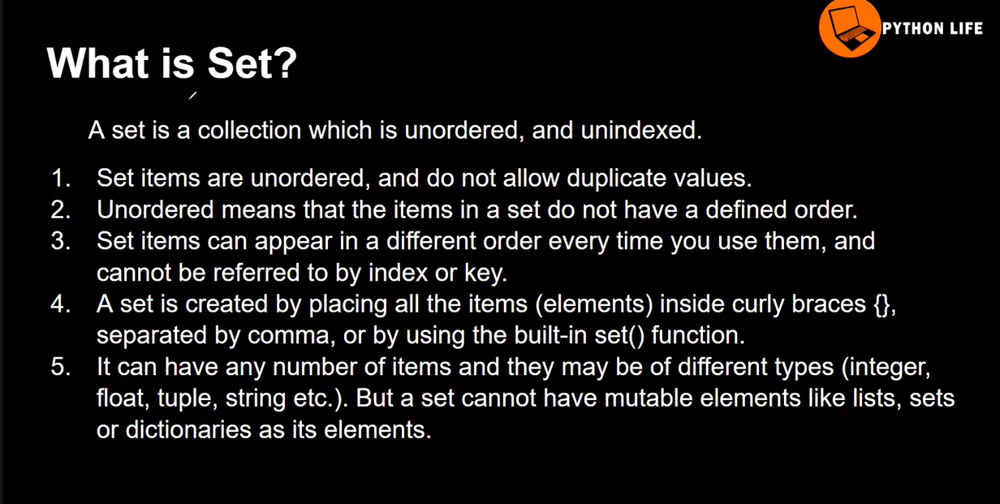 PYTHON LIFE
What is Set?
A set is a collection which is unordered, and unindexed.
1. Set items are unordered, and do not allow duplicate values.
2. Unordered means that the items in a set do not have a defined order.
3. Set items can appear in a different order every time you use them, and
cannot be referred to by index or key.
4. A set is created by placing all the items (elements) inside curly braces {},
separated by comma, or by using the built-in set() function.
5. It can have any number of items and they may be of different types (integer,
float, tuple, string etc.). But a set cannot have mutable elements like lists, sets
or dictionaries as its elements.